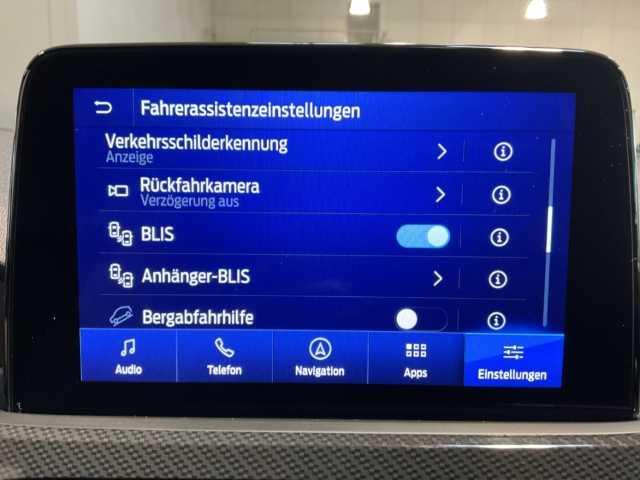 Fahrerassistenzeinstellungen
Verkehrsschilderkennung
Anzeige
Rückfahrkamera
Verzögerung aus
BLIS
Anhänger-BLIS
Bergabfahrhilfe
Audio
Telefon
Navigation
Apps
Einstellungen